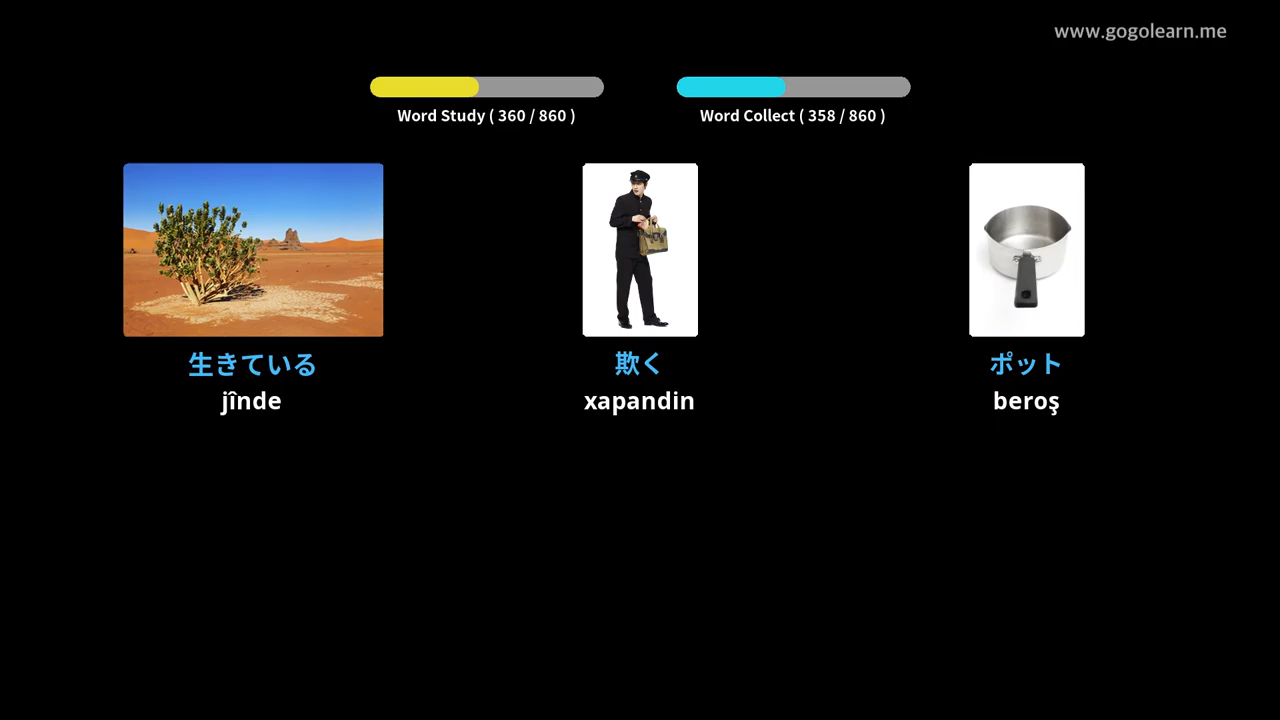 www.gogolearn.me
Word Study ( 360 / 860 )
Word Collect ( 358 / 860 )
生きている
jînde
欺く
xapandin
ポット
beroş